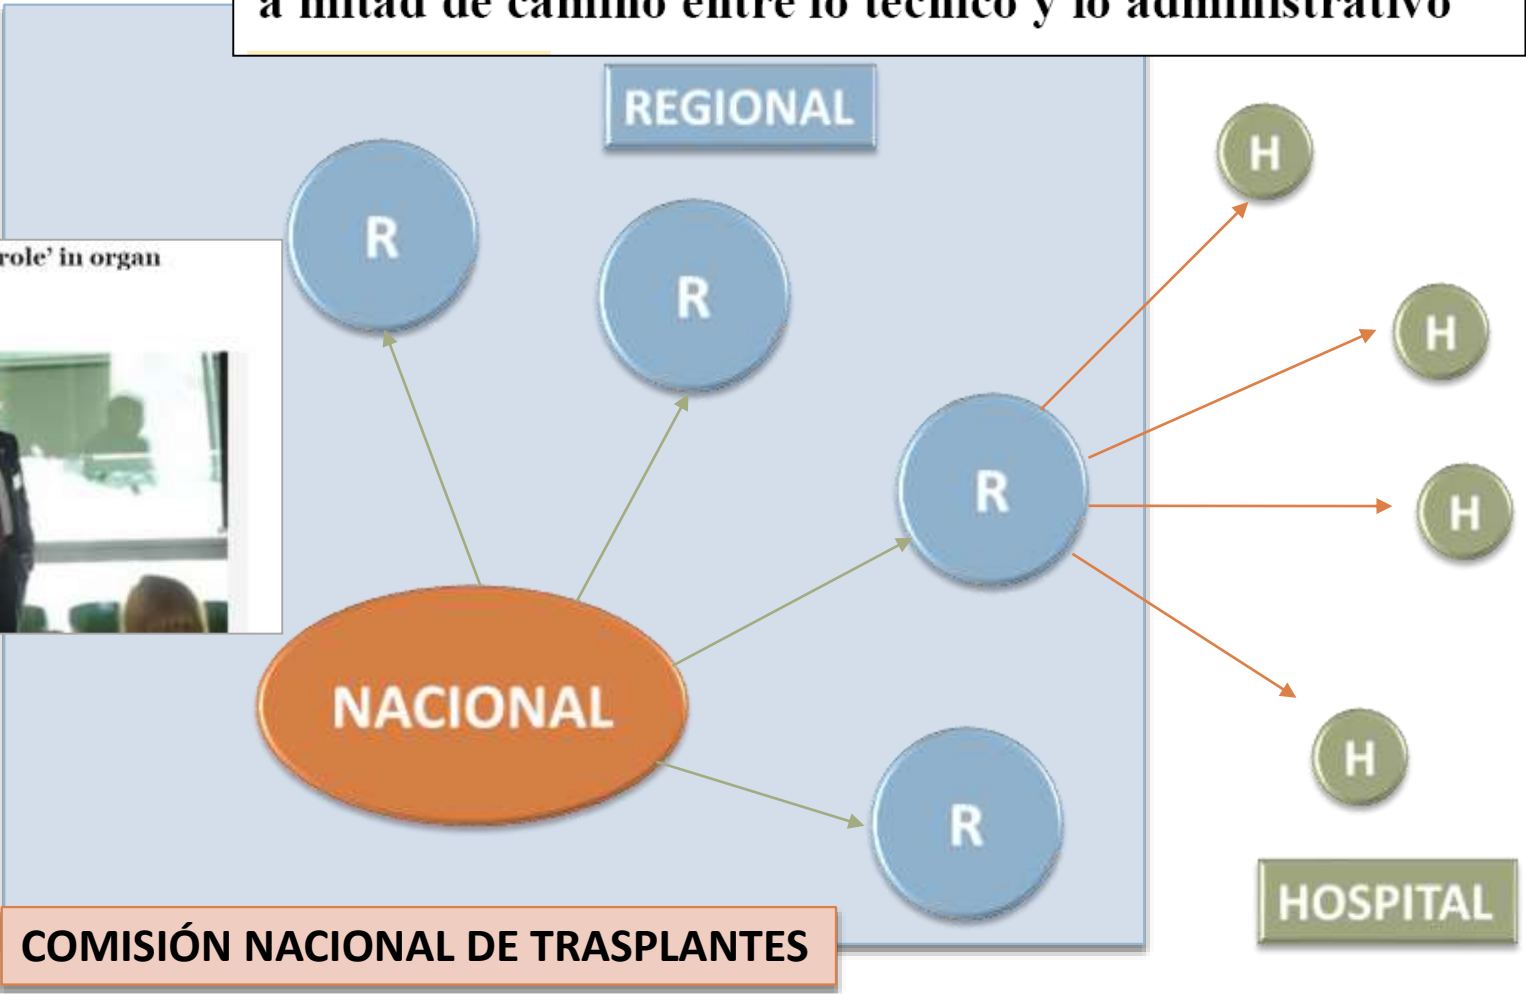 a mitad de camino entre lo técnico y lo administrativo
REGIONAL
H
R
role’ in organ
R
H
R
H
NACIONAL
H
R
HOSPITAL
COMISIÓN NACIONAL DE TRASPLANTES